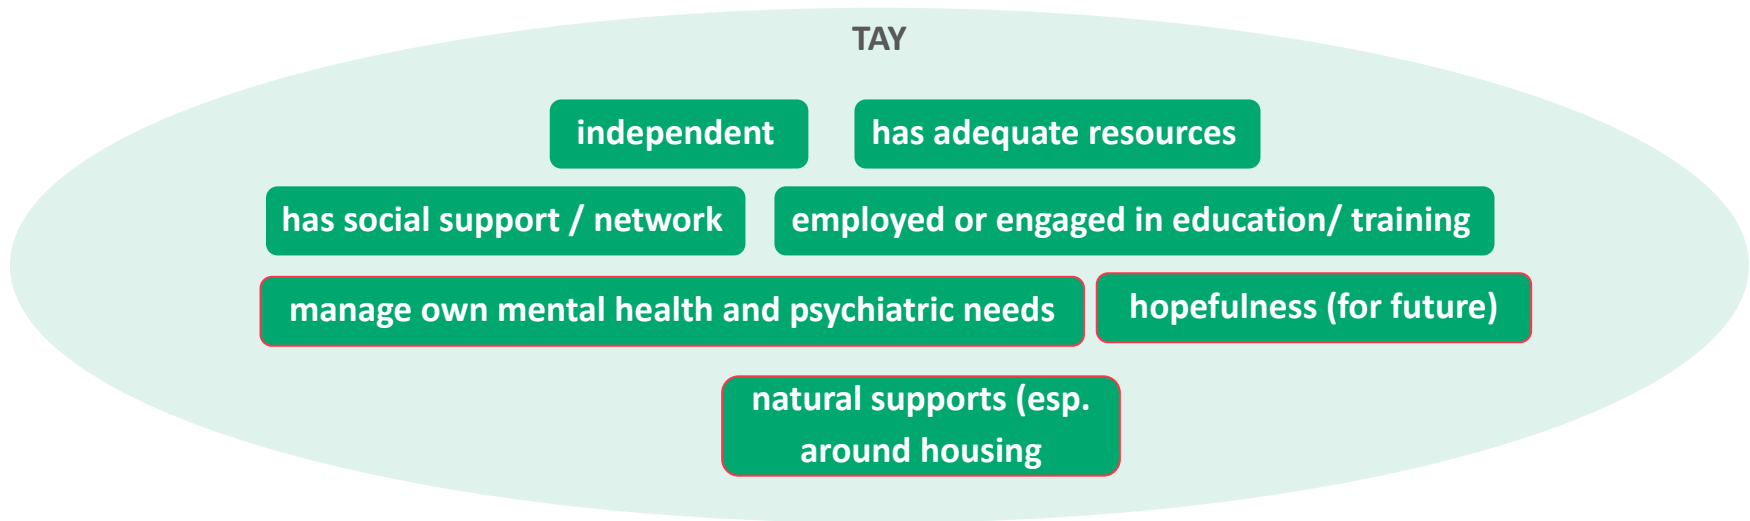 TAY
independent
has adequate resources
has social support / network
employed or engaged in education/ training
manage own mental health and psychiatric needs
hopefulness (for future)
natural supports (esp.
around housing